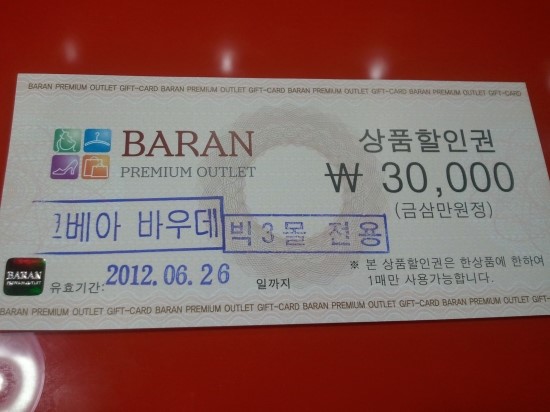 BARAN PREMIUM OUTLET GIFT-CARD BARAN PREMIUM OUTLET GIFT-CARD BARAN PREMIUM OUTLET GIFT-CARD BARAN PREMIUM OUTLET
BARAN
PREMIUM OUTLET
상품할인권
₩ 30,000
(금삼만원정)
베아 바우데
빅3몰 전용
BARAN
유효기간:
2012.06.26
일까지
※ 본 상품할인권은 한상품에 한하여
1매만 사용가능합니다.
BARAN PREMIUM OUTLET GIFT-CARD BARAN PREMIUM OUTLET GIFT-CARD BARAN PREMIUM OUTLET GIFT-CARD BARAN PREMIUM OUTLET